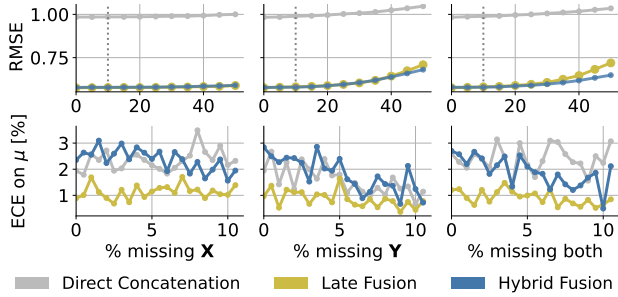 RMSE
1.00
0.75
0 20 40
0 20 40
0 20 40
ECE on μ [%]
3
2
1
0 5 10
0 5 10
0 5 10
% missing X
% missing Y
% missing both
Direct Concatenation Late Fusion Hybrid Fusion